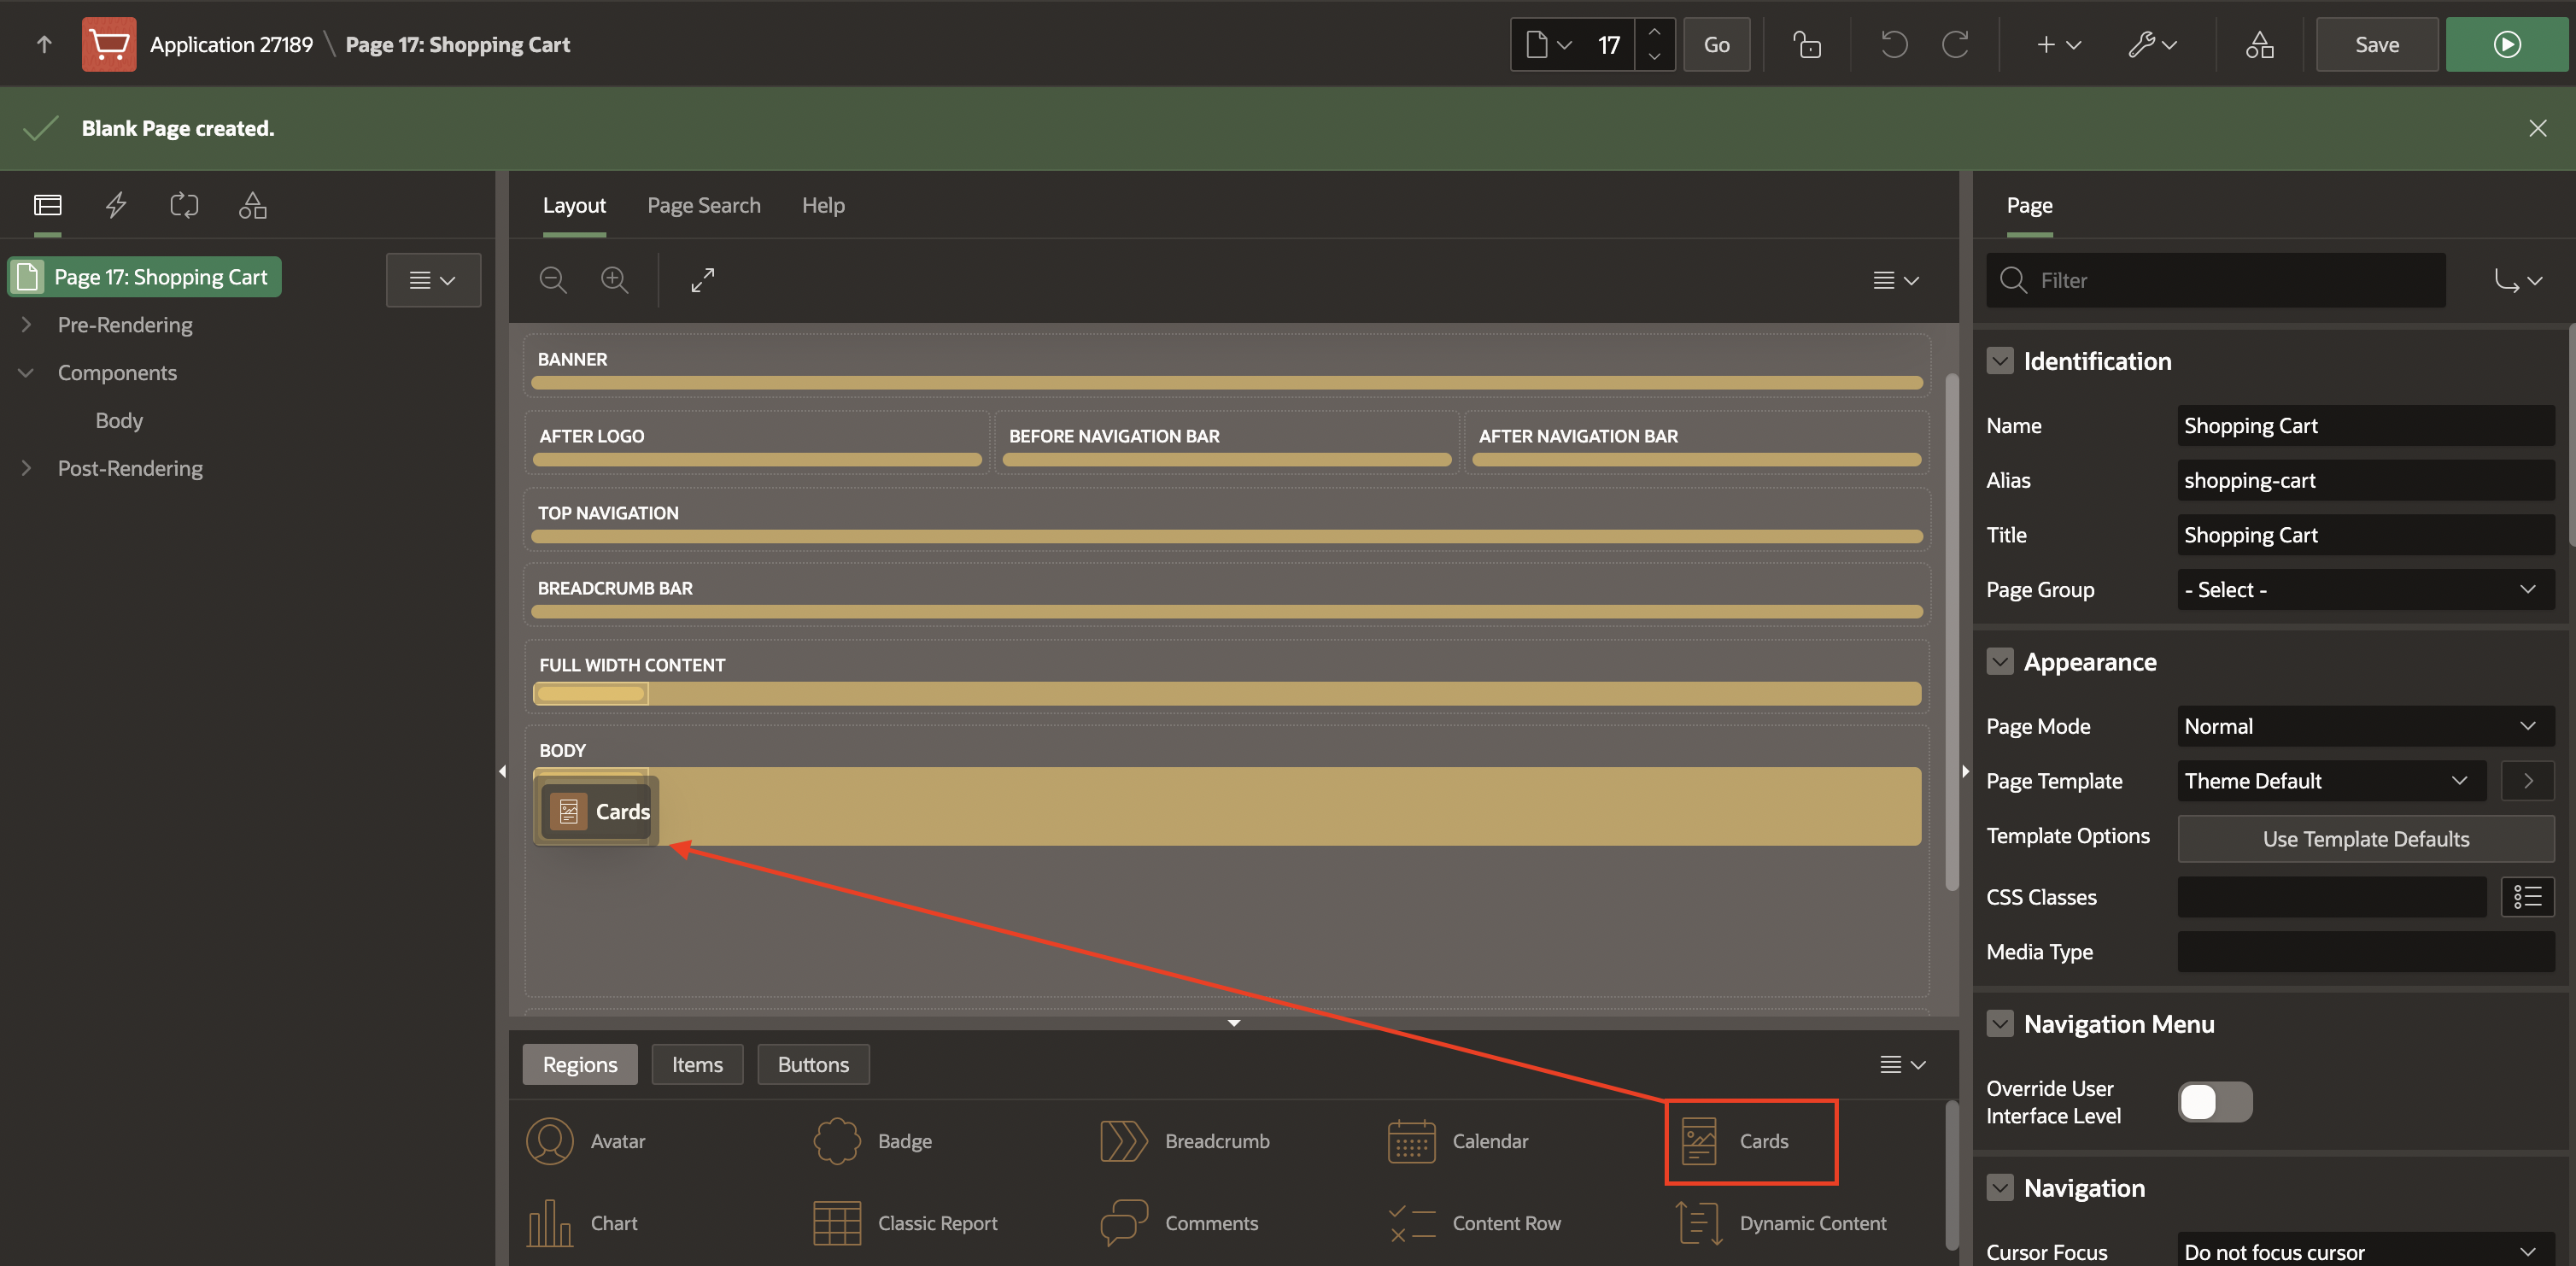 Application 27189 \ Page 17: Shopping Cart
17
Go
Save
Blank Page created.
Page 17: Shopping Cart
Pre-Rendering
Components
Body
Post-Rendering
Layout
Page Search
Help
BANNER
AFTER LOGO
BEFORE NAVIGATION BAR
AFTER NAVIGATION BAR
TOP NAVIGATION
BREADCRUMB BAR
FULL WIDTH CONTENT
BODY
Cards
Regions
Items
Buttons
Avatar
Badge
Breadcrumb
Calendar
Cards
Chart
Classic Report
Comments
Content Row
Dynamic Content
Page
Filter
Identification
Name
Shopping Cart
Alias
shopping-cart
Title
Shopping Cart
Page Group
- Select -
Appearance
Page Mode
Normal
Page Template
Theme Default
Template Options
Use Template Defaults
CSS Classes
Media Type
Navigation Menu
Override User
Interface Level
Navigation
Cursor Focus
Do not focus cursor